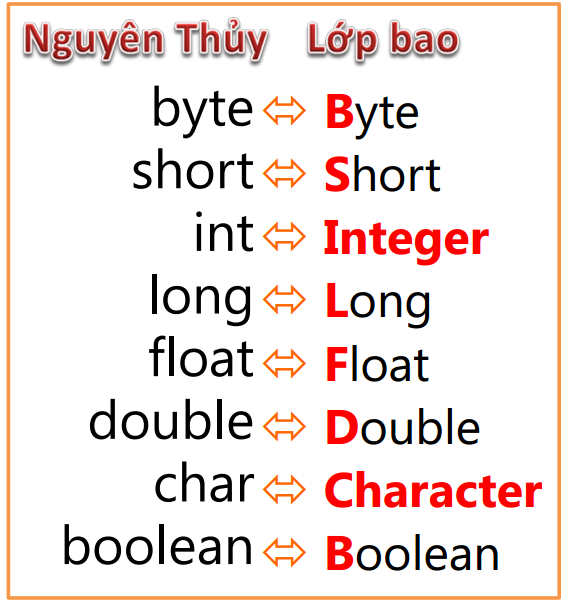 Nguyên Thủy Lớp bao
byte ⬄ Byte
short ⬄ Short
int ⬄ Integer
long ⬄ Long
float ⬄ Float
double ⬄ Double
char ⬄ Character
boolean ⬄ Boolean